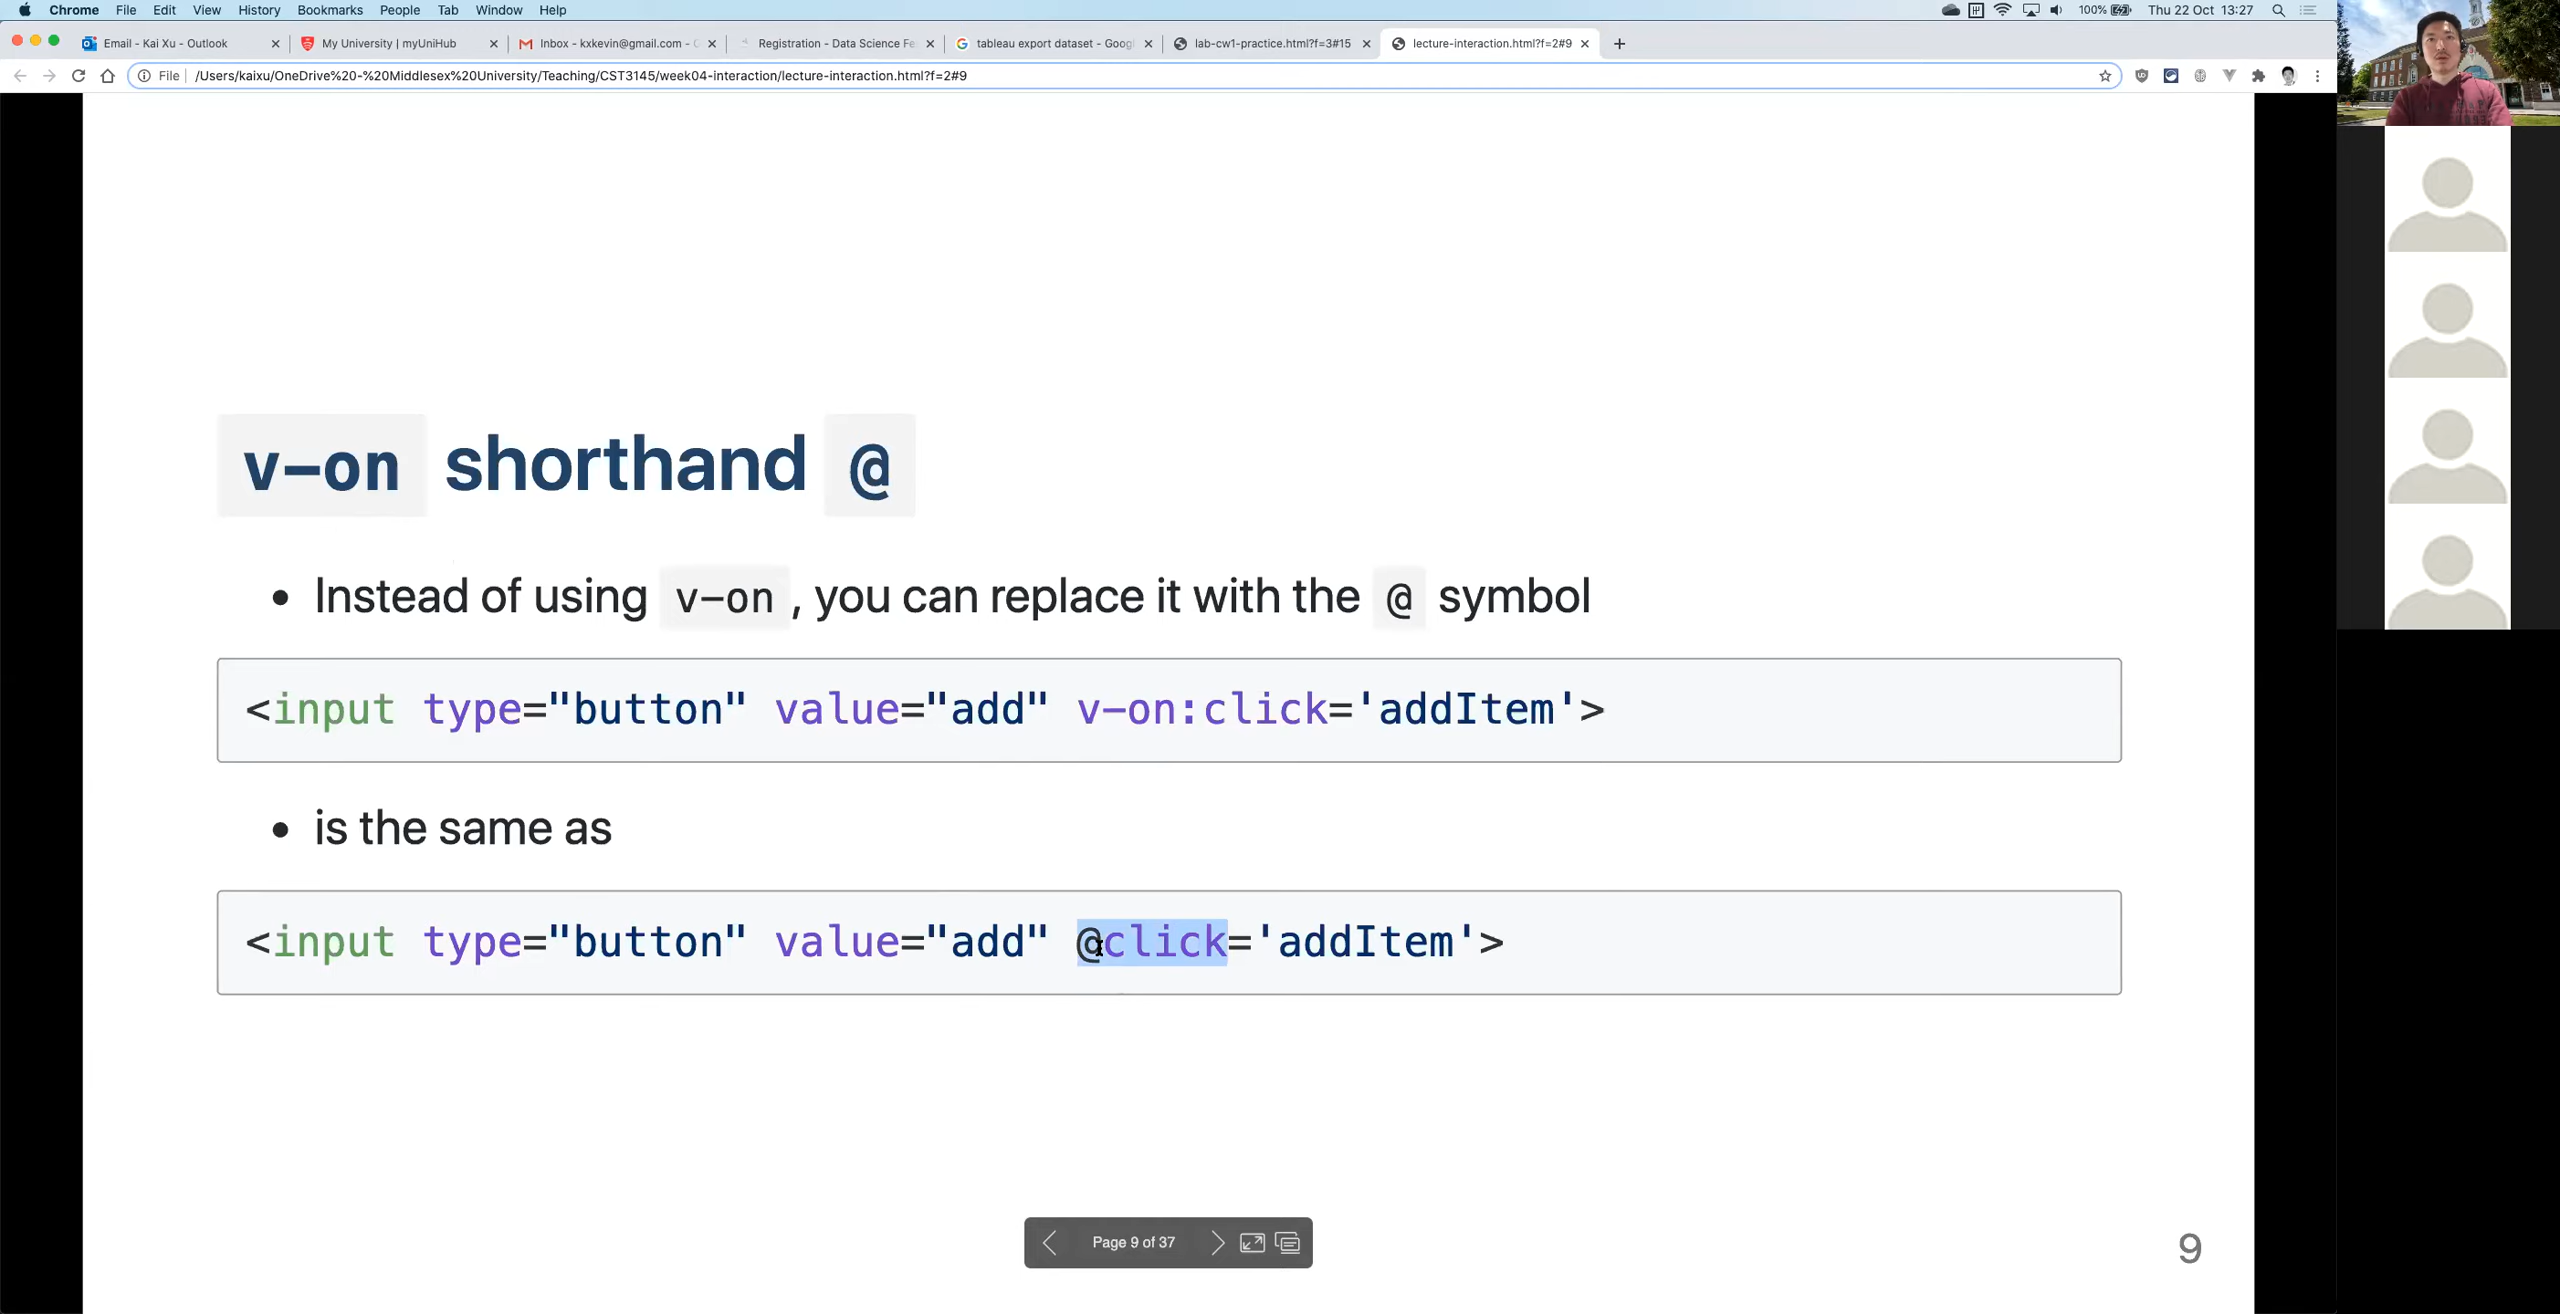 Chrome File Edit View History Bookmarks People Tab Window Help 100% Thu 22 Oct 13:27
Email - Kai Xu - Outlook My University | myUniHub Inbox - kxkevin@gmail.com - Registration - Data Science Fe tableau export dataset - Goog lab-cw1-practice.html?f=3#15 lecture-interaction.html?f=2#9
File /Users/kaixu/OneDrive%20-%20Middlesex%20University/Teaching/CST3145/week04-interaction/lecture-interaction.html?f=2#9
v-on shorthand @
• Instead of using v-on, you can replace it with the @ symbol
<input type="button" value="add" v-on:click='addItem'>
• is the same as
<input type="button" value="add" @click='addItem'>
Page 9 of 37
9